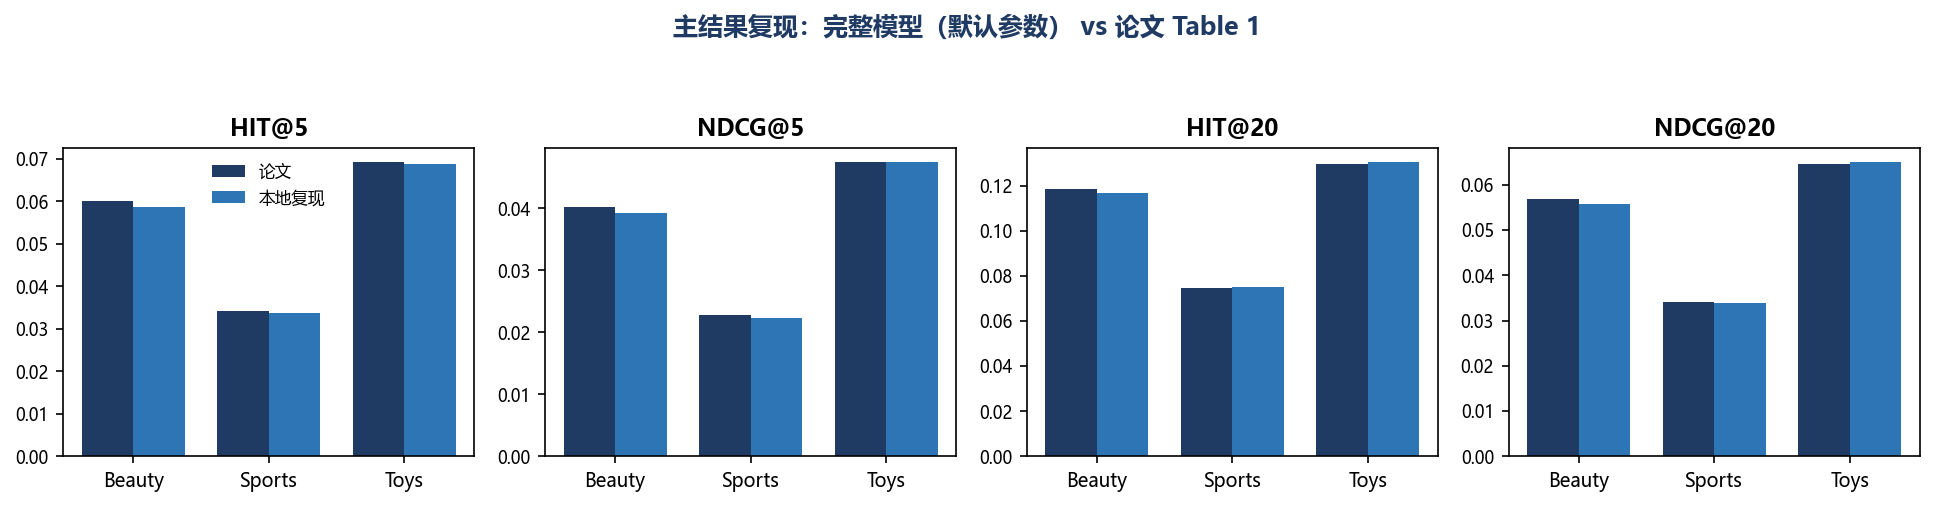 主结果复现：完整模型（默认参数） vs 论文 Table 1
HIT@5
0.07
0.06
0.05
0.04
0.03
0.02
0.01
0.00
论文
本地复现
Beauty Sports Toys
NDCG@5
0.04
0.03
0.02
0.01
0.00
Beauty Sports Toys
HIT@20
0.12
0.10
0.08
0.06
0.04
0.02
0.00
Beauty Sports Toys
NDCG@20
0.06
0.05
0.04
0.03
0.02
0.01
0.00
Beauty Sports Toys